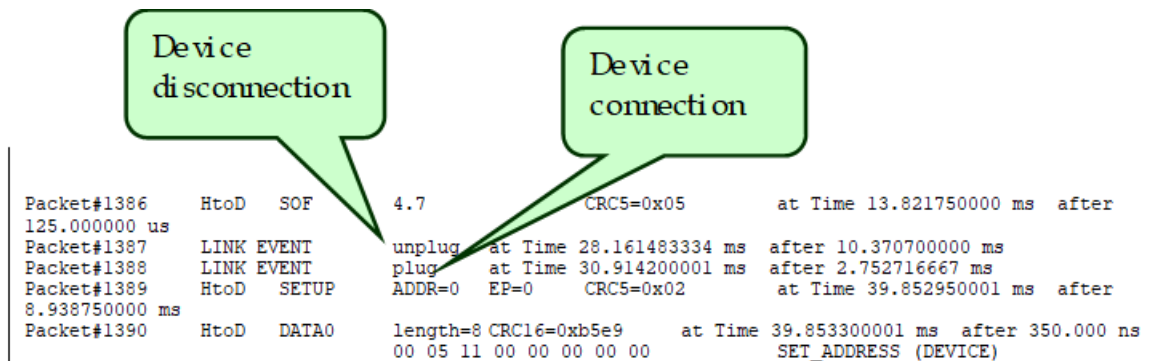 Device
disconnection
Device
connection
Packet#1386 HtoD SOF 4.7 CRC5=0x05 at Time 13.821750000 ms after
125.000000 us
Packet#1387 LINK EVENT unplug at Time 28.161483334 ms after 10.370700000 ms
Packet#1388 LINK EVENT plug at Time 30.914200001 ms after 2.752716667 ms
Packet#1389 HtoD SETUP ADDR=0 EP=0 CRC5=0x02 at Time 39.852950001 ms after
8.938750000 ms
Packet#1390 HtoD DATA0 length=8 CRC16=0xb5e9 at Time 39.853300001 ms after 350.000 ns
00 05 11 00 00 00 00 00 SET_ADDRESS (DEVICE)